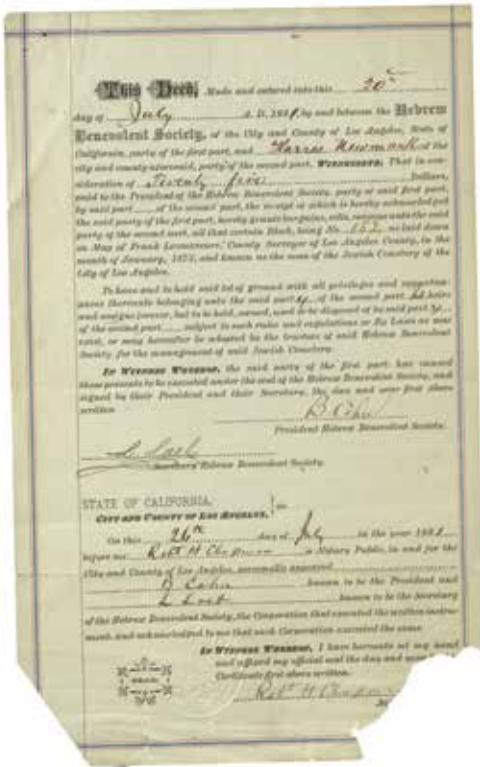 This Deed, Made and entered into this 20th
day of July A. D. 1881, by and between the Hebrew
Benevolent Society, of the City and County of Los Angeles, State of
California, party of the first part, and Harris Newmark of the
city and county aforesaid, party of the second part, WITNESSETH: That in con-
sideration of Twenty five Dollars,
paid to the President of the Hebrew Benevolent Society, party of said first part,
by said part of the second part, the receipt of which is hereby acknowledged
the said party of the first part, hereby grants bargains, sells, conveys unto the said
party of the second part, all that certain Block, being No. as laid down
on Map of Frank Lecouvreur, County Surveyor of Los Angeles County, in the
month of January, 1873, and known as the map of the Jewish Cemetery of the
City of Los Angeles.
To have and to hold said lot of ground with all privilege and appurten-
ances thereunto belonging unto the said party of the second part his heirs
and assigns forever, but to be held, owned, used or be disposed of by said party
of the second part subject to such rules and regulations or By Laws as now
exist, or may hereafter be adopted by the trustees of said Hebrew Benevolent
Society for the management of said Jewish Cemetery.
IN WITNESS WHEREOF, the said party of the first part has caused
these presents to be executed under the seal of the Hebrew Benevolent Society, and
signed by their President and their Secretary, the day and year first above
written
B Cohn
President Hebrew Benevolent Society.
L Loeb
Secretary Hebrew Benevolent Society.
STATE OF CALIFORNIA,
CITY AND COUNTY OF LOS ANGELES, ss.
On this 26th day of July in the year 1881
before me Robt H Chapman a Notary Public, in and for the
City and County of Los Angeles, personally appeared
B Cohn known to be the President and
L Loeb known to be the Secretary
of the Hebrew Benevolent Society, the Corporation that executed the written instru-
ment, and acknowledged to me that such Corporation executed the same
IN WITNESS WHEREOF, I have hereunto set my hand
and affixed my official seal the day and year
Certificate first above written.
Robt H Chapman